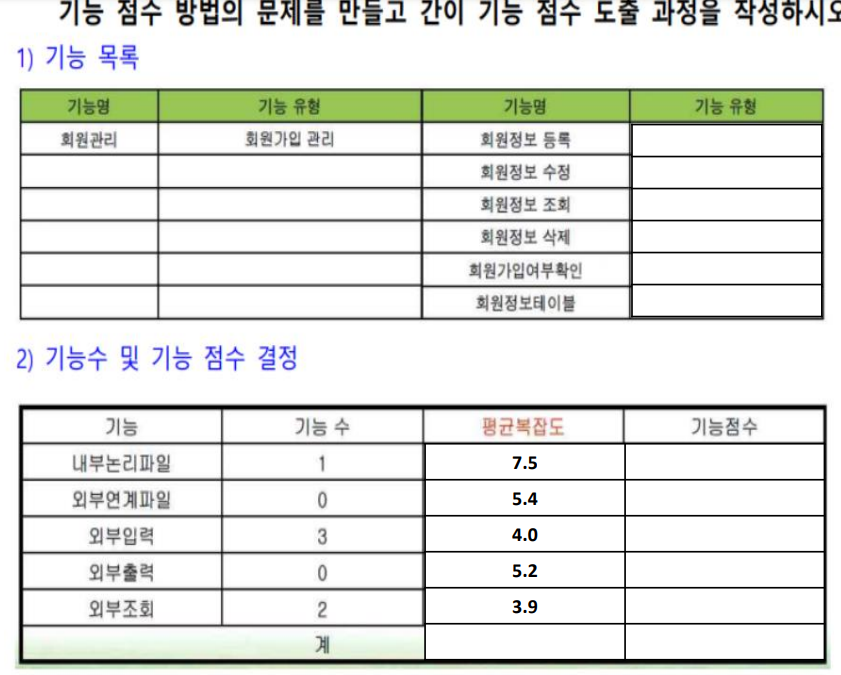 기능 점수 방법의 문제를 만들고 간이 기능 점수 도출 과정을 작성하시오
1) 기능 목록
기능명 기능 유형 기능명 기능 유형
회원관리 회원가입 관리 회원정보 등록
회원정보 수정
회원정보 조회
회원정보 삭제
회원가입여부확인
회원정보테이블
2) 기능수 및 기능 점수 결정
기능 기능 수 평균복잡도 기능점수
내부논리파일 1 7.5
외부연계파일 0 5.4
외부입력 3 4.0
외부출력 0 5.2
외부조회 2 3.9
계